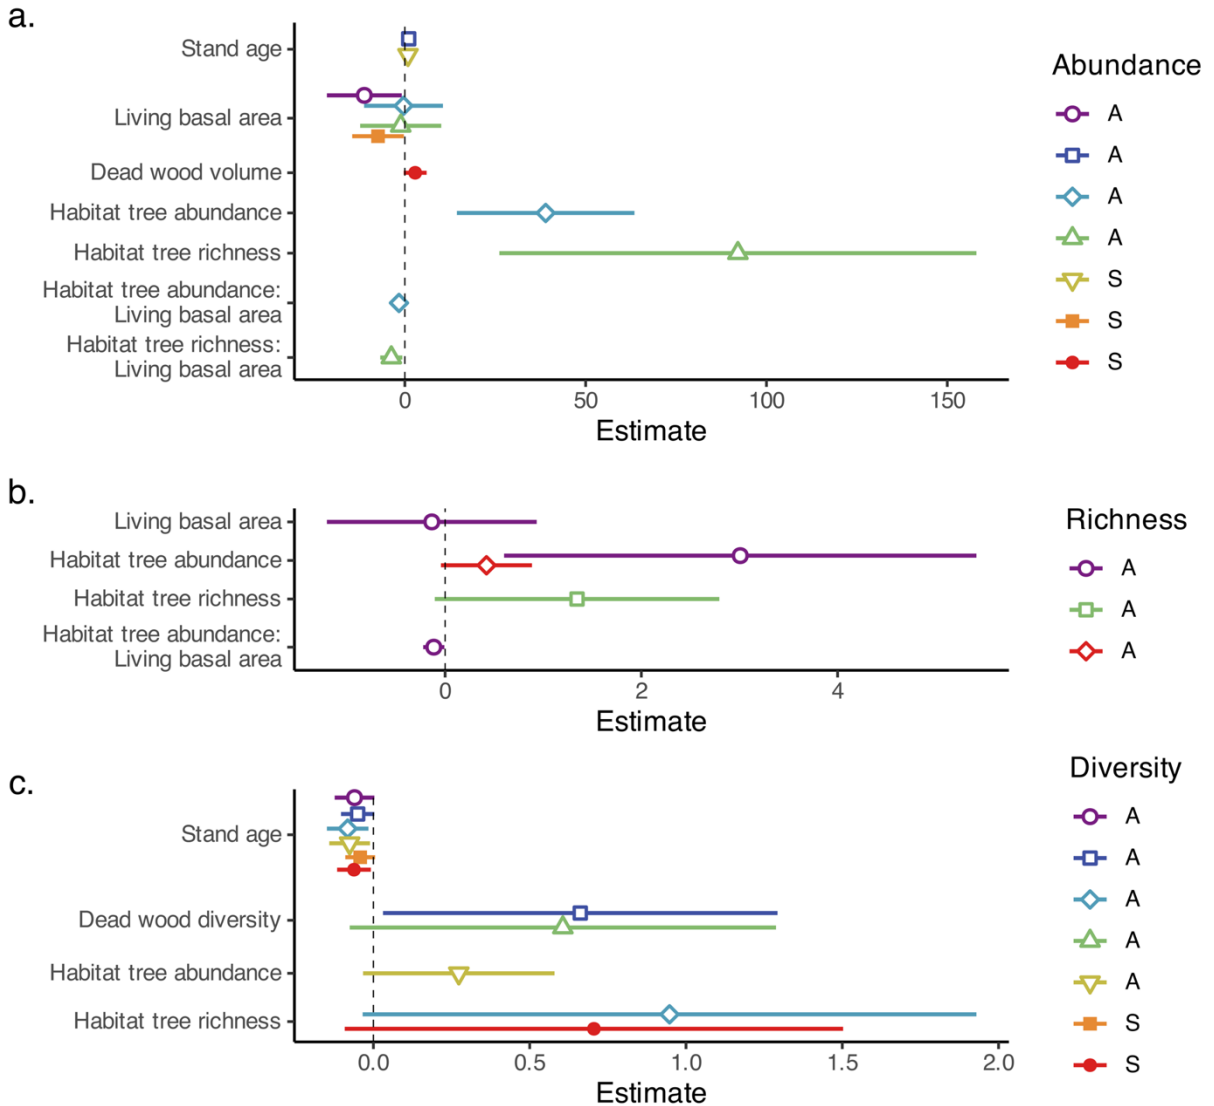 a.
Stand age
Living basal area
Dead wood volume
Habitat tree abundance
Habitat tree richness
Habitat tree abundance:
Living basal area
Habitat tree richness:
Living basal area
0 50 100 150
Estimate
Abundance
A
A
A
A
S
S
S
b.
Living basal area
Habitat tree abundance
Habitat tree richness
Habitat tree abundance:
Living basal area
0 2 4
Estimate
Richness
A
A
A
c.
Stand age
Dead wood diversity
Habitat tree abundance
Habitat tree richness
0.0 0.5 1.0 1.5 2.0
Estimate
Diversity
A
A
A
A
A
S
S